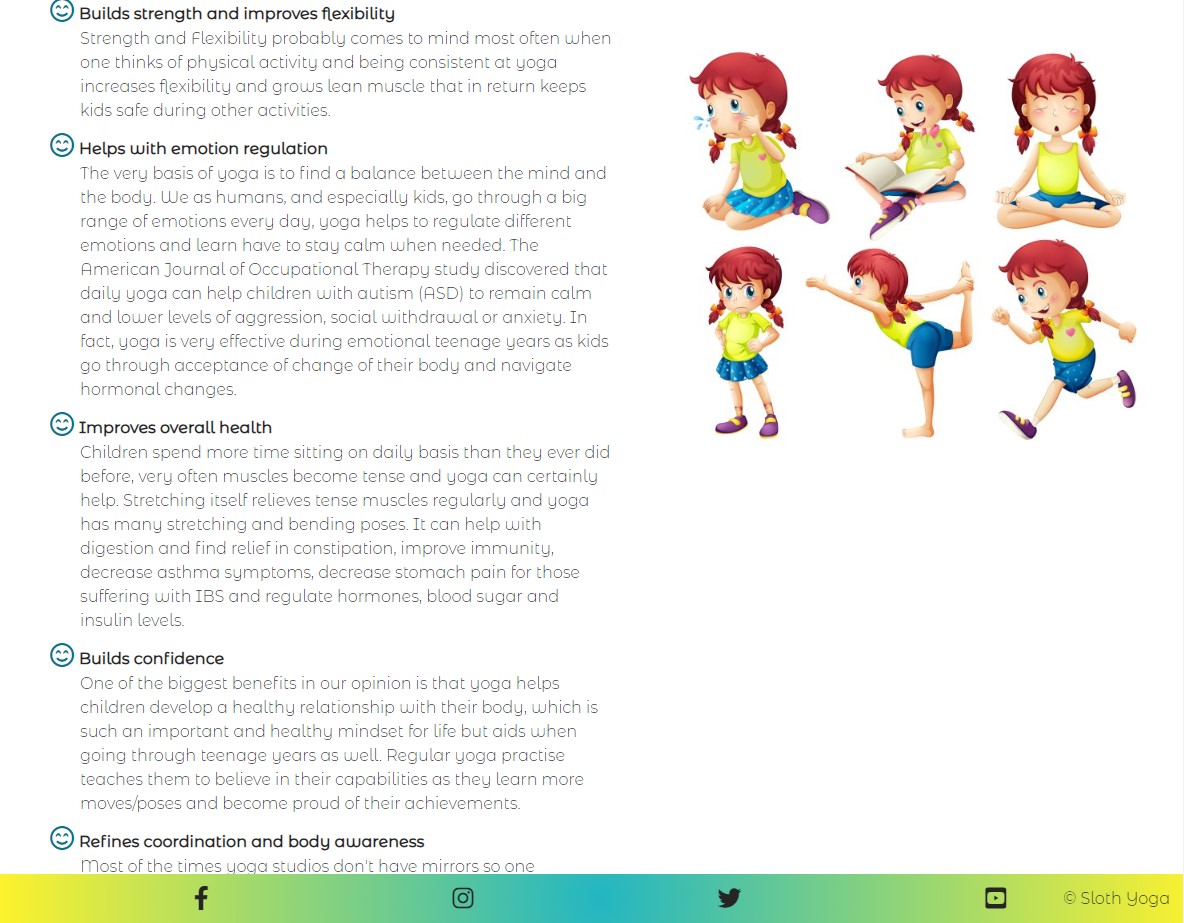 Builds strength and improves flexibility
Strength and Flexibility probably comes to mind most often when
one thinks of physical activity and being consistent at yoga
increases flexibility and grows lean muscle that in return keeps
kids safe during other activities.
Helps with emotion regulation
The very basis of yoga is to find a balance between the mind and
the body. We as humans, and especially kids, go through a big
range of emotions every day, yoga helps to regulate different
emotions and learn have to stay calm when needed. The
American Journal of Occupational Therapy study discovered that
daily yoga can help children with autism (ASD) to remain calm
and lower levels of aggression, social withdrawal or anxiety. In
fact, yoga is very effective during emotional teenage years as kids
go through acceptance of change of their body and navigate
hormonal changes.
Improves overall health
Children spend more time sitting on daily basis than they ever did
before, very often muscles become tense and yoga can certainly
help. Stretching itself relieves tense muscles regularly and yoga
has many stretching and bending poses. It can help with
digestion and find relief in constipation, improve immunity,
decrease asthma symptoms, decrease stomach pain for those
suffering with IBS and regulate hormones, blood sugar and
insulin levels.
Builds confidence
One of the biggest benefits in our opinion is that yoga helps
children develop a healthy relationship with their body, which is
such an important and healthy mindset for life but aids when
going through teenage years as well. Regular yoga practise
teaches them to believe in their capabilities as they learn more
moves/poses and become proud of their achievements.
Refines coordination and body awareness
Most of the times yoga studios don't have mirrors so one
© Sloth Yoga